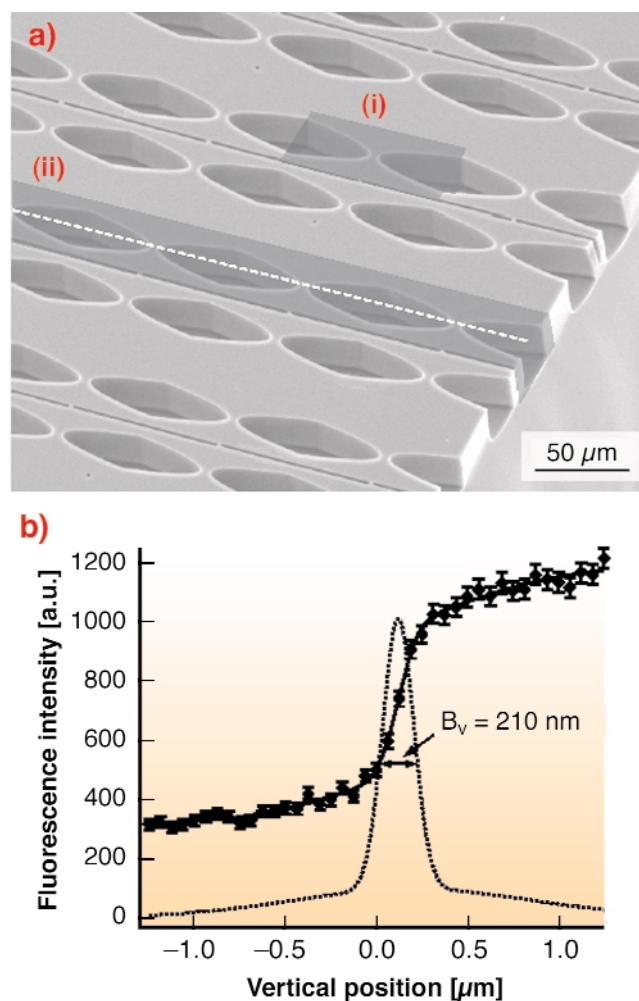 a)
(i)
(ii)
50 µm
b)
1200
1000
800
600
400
200
0
Fluorescence intensity [a.u.]
B_v = 210 nm
−1.0
−0.5
0.0
0.5
1.0
Vertical position [µm]